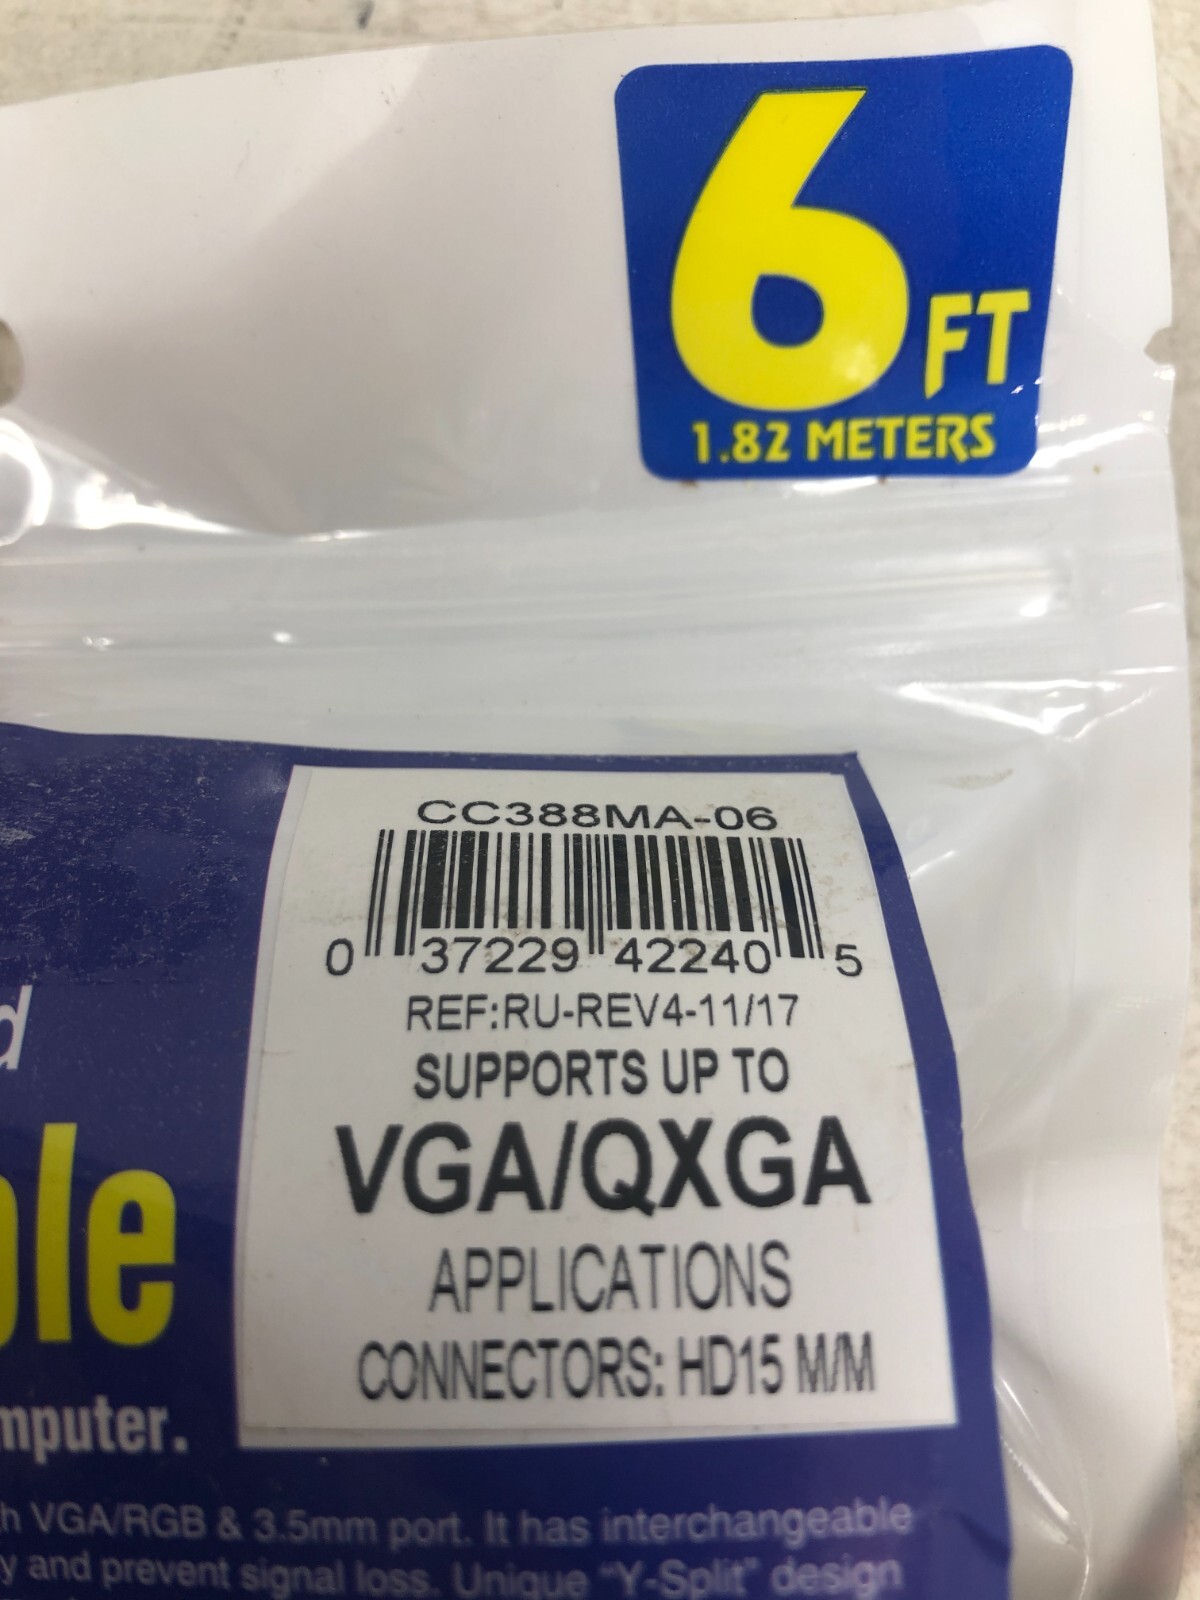 6 FT
1.82 METERS
CC388MA-06
0 37229 42240 5
REF:RU-REV4-11/17
SUPPORTS UP TO
VGA/QXGA
APPLICATIONS
CONNECTORS: HD15 M/M
VGA/RGB & 3.5mm port. It has interchangeable
and prevent signal loss. Unique "Y-Split" design